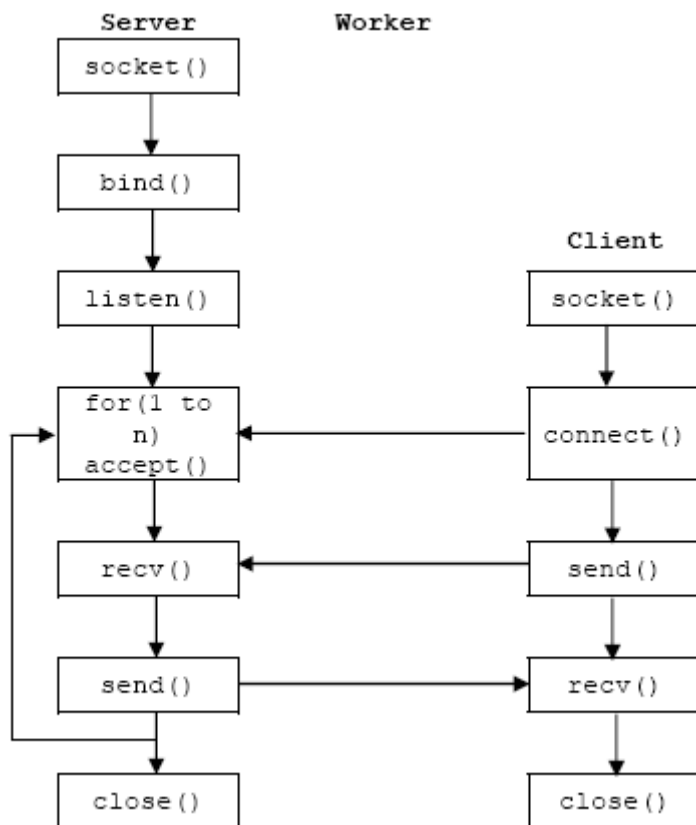 Server
Worker
socket()
bind()
listen()
for(1 to
n)
accept()
recv()
send()
close()
Client
socket()
connect()
send()
recv()
close()